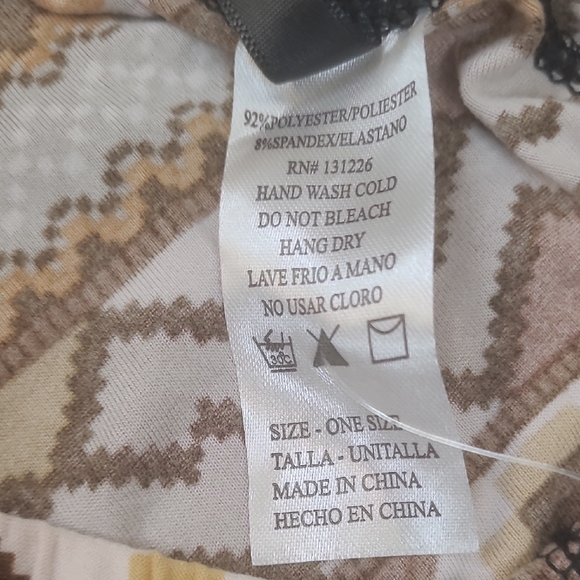 92%POLYESTER/POLIESTER
8%SPANDEX/ELASTANO
RN# 131226
HAND WASH COLD
DO NOT BLEACH
HANG DRY
LAVE FRIO A MANO
NO USAR CLORO
30C
SIZE - ONE SIZE
TALLA - UNITALLA
MADE IN CHINA
HECHO EN CHINA